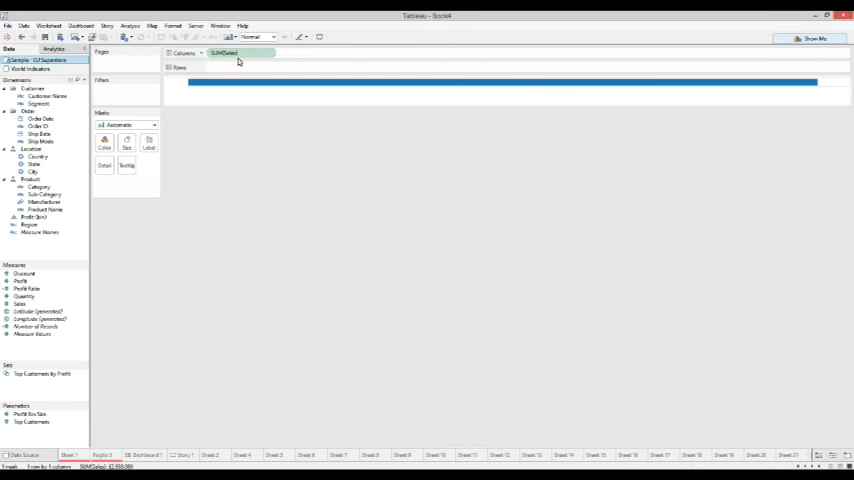 Tableau - Book4
File Data Worksheet Dashboard Story Analysis Map Format Server Window Help
Normal
Show Me
Data Analytics
Pages
Columns SUM(Sales)
Rows
Sample - EU Superstore
World Indicators
Dimensions
Filters
Customer
Customer Name
Segment
Order
Order Date
Order ID
Ship Date
Ship Mode
Location
Country
State
City
Product
Category
Sub-Category
Manufacturer
Product Name
Profit (bin)
Region
Measure Names
Marks
Automatic
Color Size Label
Detail Tooltip
Measures
Discount
Profit
Profit Ratio
Quantity
Sales
Latitude (generated)
Longitude (generated)
Number of Records
Measure Values
Sets
Top Customers by Profit
Parameters
Profit Bin Size
Top Customers
Data Source Sheet 1 Foglio 3 Dashboard 1 Story 1 Sheet 2 Sheet 4 Sheet 5 Sheet 6 Sheet 7 Sheet 8 Sheet 9 Sheet 10 Sheet 11 Sheet 12 Sheet 13 Sheet 14 Sheet 15 Sheet 16 Sheet 17 Sheet 18 Sheet 19 Sheet 20 Sheet 21
1 mark 1 row by 1 column